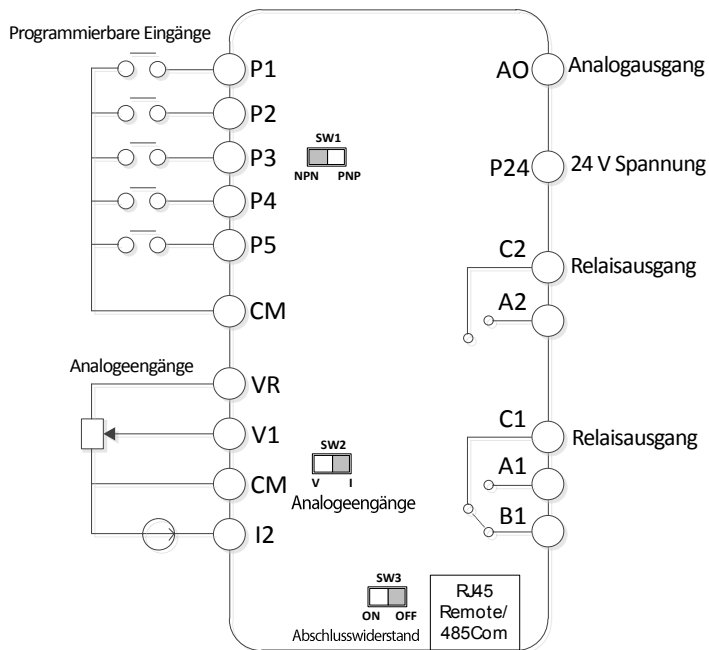 Programmierbare Eingänge
P1
P2
P3
P4
P5
CM
SW1
NPN PNP
Analogeengänge
VR
V1
CM
I2
SW2
V I
Analogeengänge
SW3
ON OFF
Abschlusswiderstand
RJ45
Remote/
485Com
AO Analogausgang
P24 24 V Spannung
C2 Relaisausgang
A2
C1 Relaisausgang
A1
B1